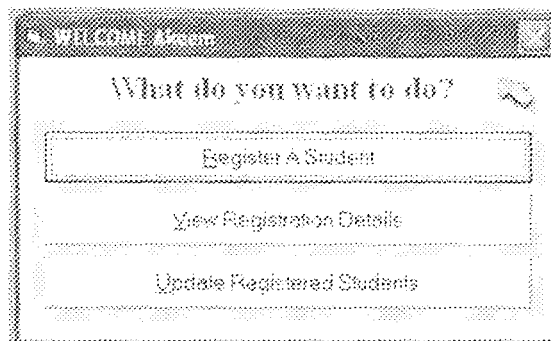 WELCOME Akeem
What do you want to do?
Register A Student
View Registration Details
Update Registered Students